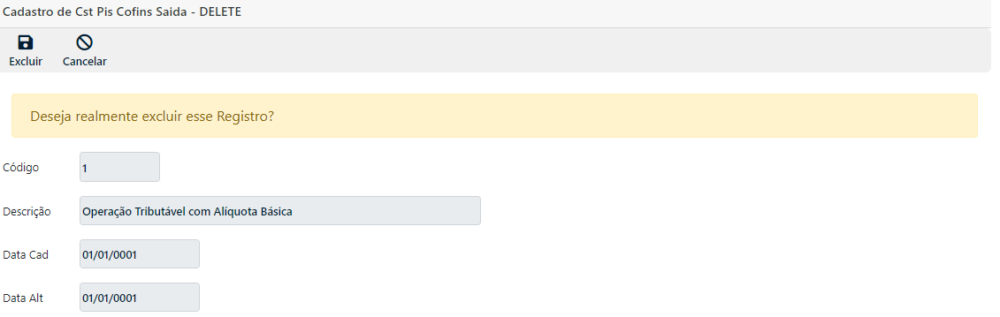 Cadastro de Cst Pis Cofins Saida - DELETE
Excluir Cancelar
Deseja realmente excluir esse Registro?
Código 1
Descrição Operação Tributável com Alíquota Básica
Data Cad 01/01/0001
Data Alt 01/01/0001